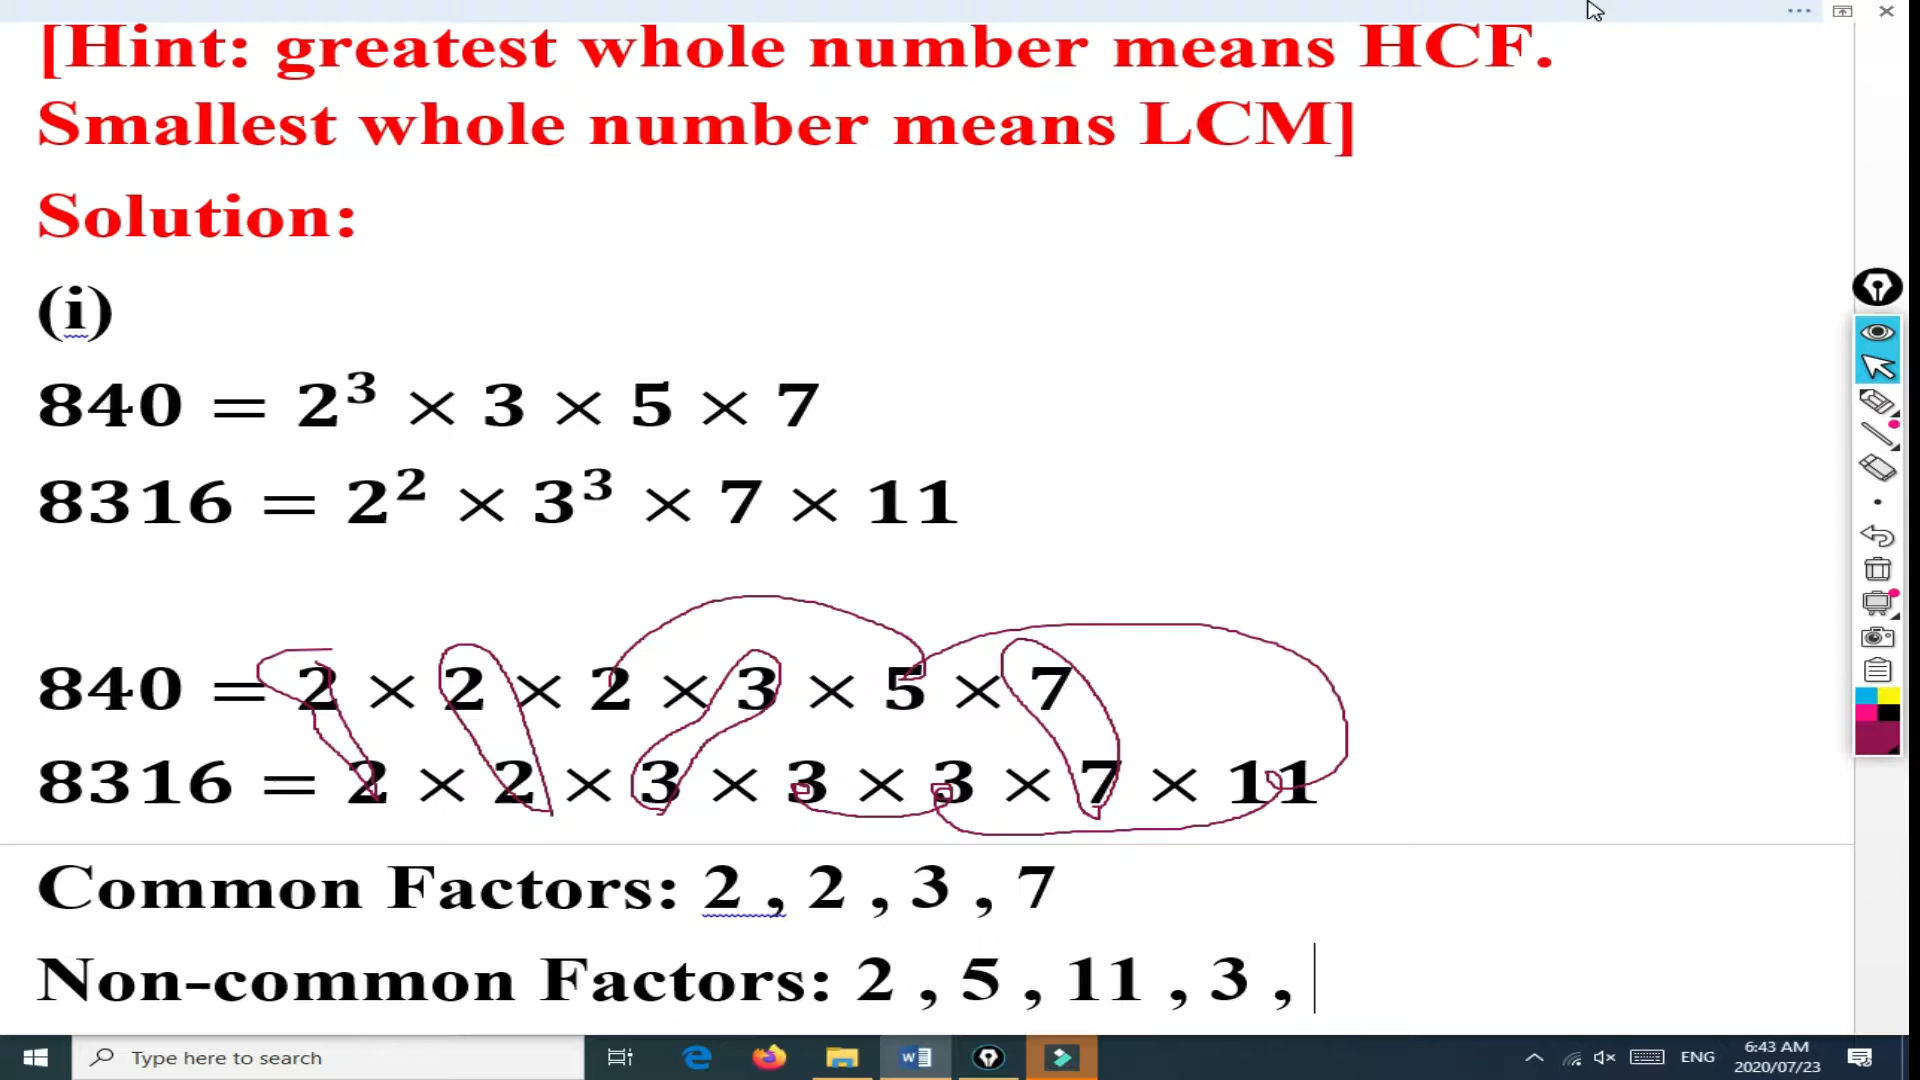 [Hint: greatest whole number means HCF.
Smallest whole number means LCM]
Solution:
(i)
840 = 2³ × 3 × 5 × 7
8316 = 2² × 3³ × 7 × 11
840 = 2 × 2 × 2 × 3 × 5 × 7
8316 = 2 × 2 × 3 × 3 × 3 × 7 × 11
Common Factors: 2 , 2 , 3 , 7
Non-common Factors: 2 , 5 , 11 , 3 ,
Type here to search
ENG
6:43 AM
2020/07/23